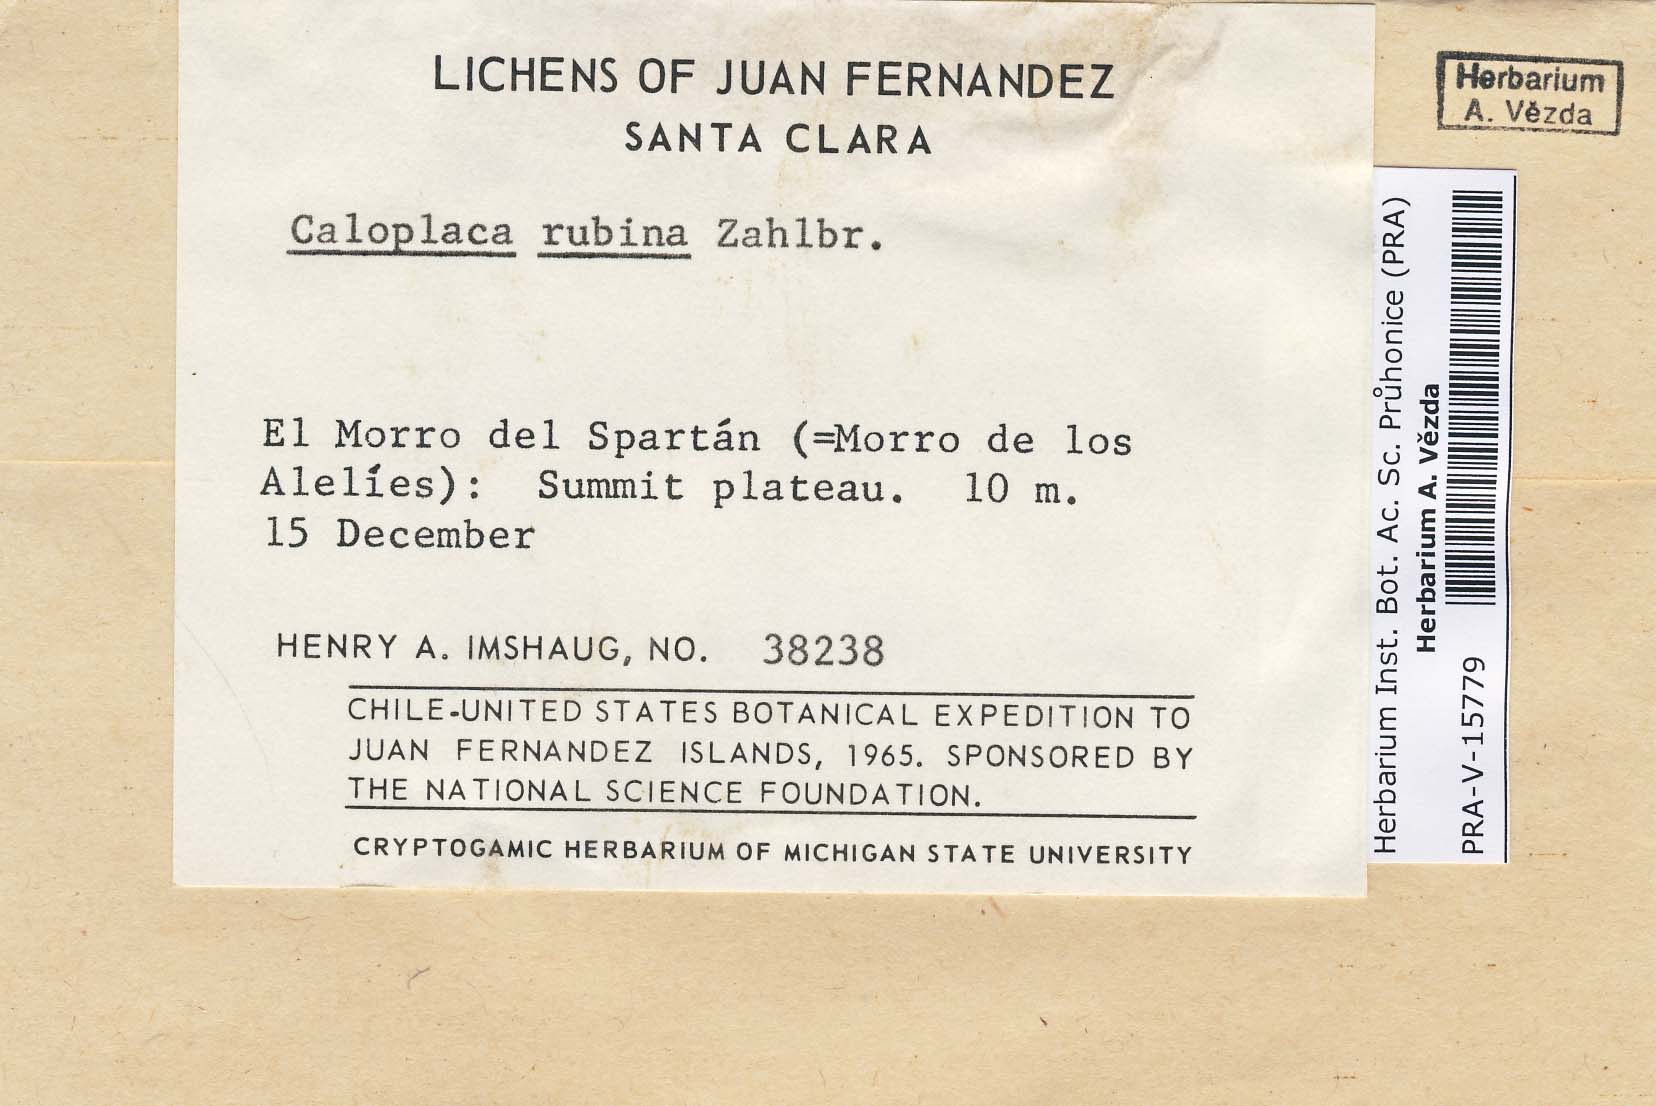 LICHENS OF JUAN FERNANDEZ
SANTA CLARA
Caloplaca rubina Zahlbr.
El Morro del Spartán (=Morro de los
Alelíes): Summit plateau. 10 m.
15 December
HENRY A. IMSHAUG, NO. 38238
CHILE-UNITED STATES BOTANICAL EXPEDITION TO
JUAN FERNANDEZ ISLANDS, 1965. SPONSORED BY
THE NATIONAL SCIENCE FOUNDATION.
CRYPTOGAMIC HERBARIUM OF MICHIGAN STATE UNIVERSITY
Herbarium
A. Vězda
Herbarium Inst. Bot. Ac. Sc. Průhonice (PRA)
Herbarium A. Vězda
PRA-V-15779